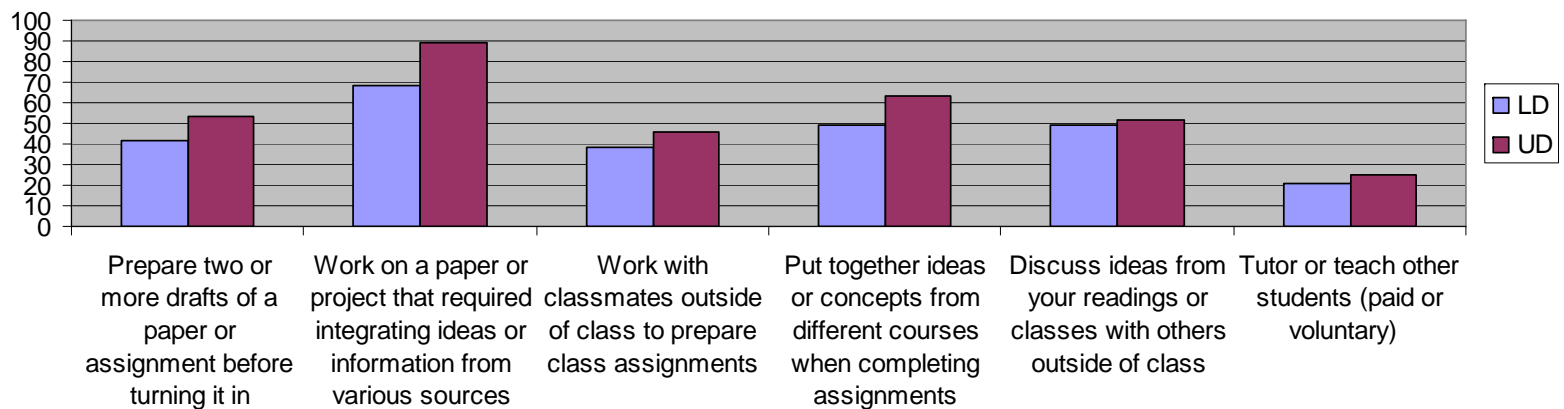 100
90
80
70
60
50
40
30
20
10
0
LD
UD
Prepare two or
more drafts of a
paper or
assignment before
turning it in
Work on a paper or
project that required
integrating ideas or
information from
various sources
Work with
classmates outside
of class to prepare
class assignments
Put together ideas
or concepts from
different courses
when completing
assignments
Discuss ideas from
your readings or
classes with others
outside of class
Tutor or teach other
students (paid or
voluntary)